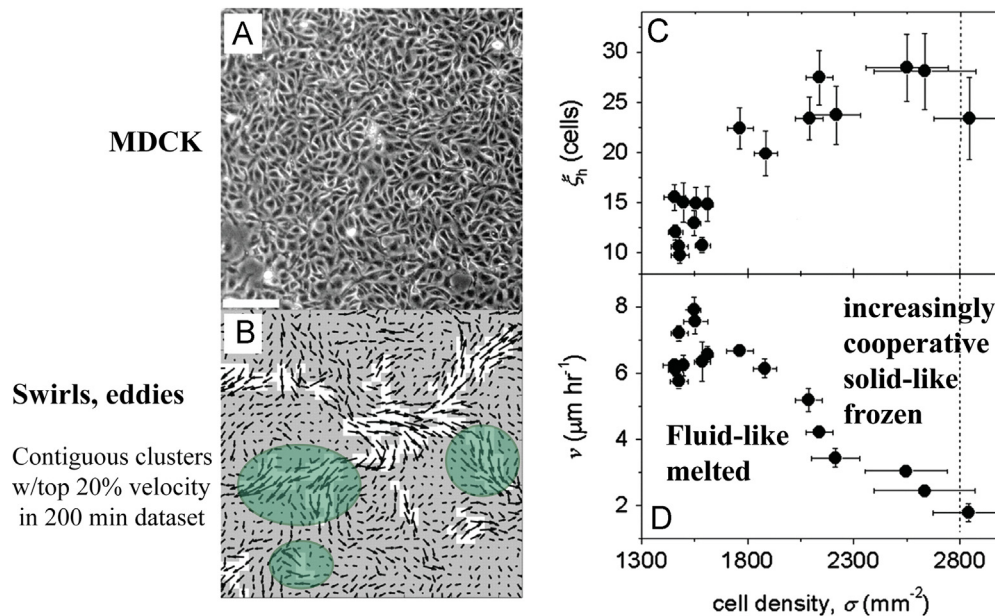 MDCK
A
B
Swirls, eddies
Contiguous clusters
w/top 20% velocity
in 200 min dataset
C
ξh (cells)
30
25
20
15
10
increasingly
cooperative
solid-like
frozen
Fluid-like
melted
D
v (μm hr⁻¹)
8
6
4
2
1300
1800
2300
2800
cell density, σ (mm⁻²)